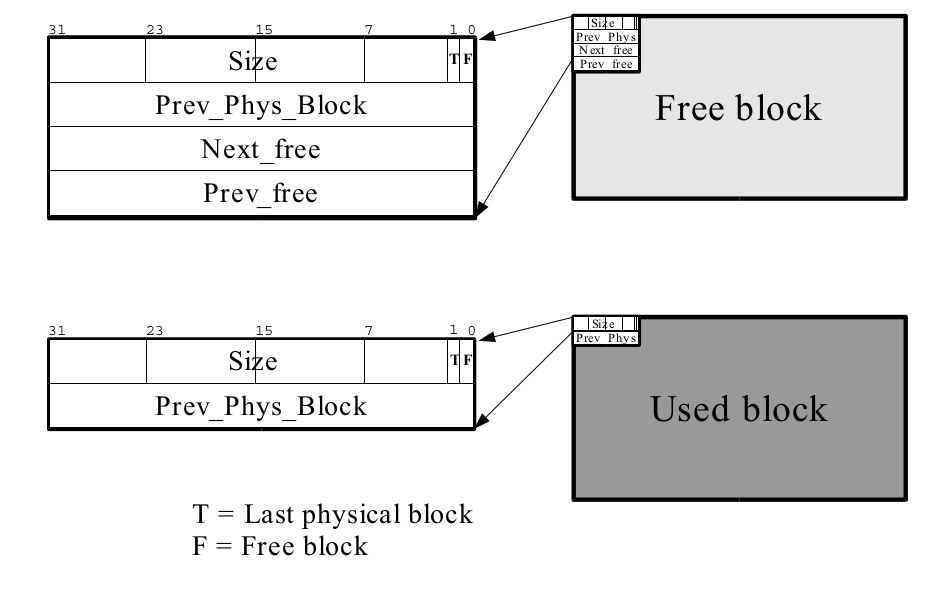 31 23 15 7 1 0
Size T F
Prev_Phys_Block
Next_free
Prev_free
Size
Prev Phys
Next free
Prev free
Free block
31 23 15 7 1 0
Size T F
Prev_Phys_Block
Size
Prev Phys
Used block
T = Last physical block
F = Free block